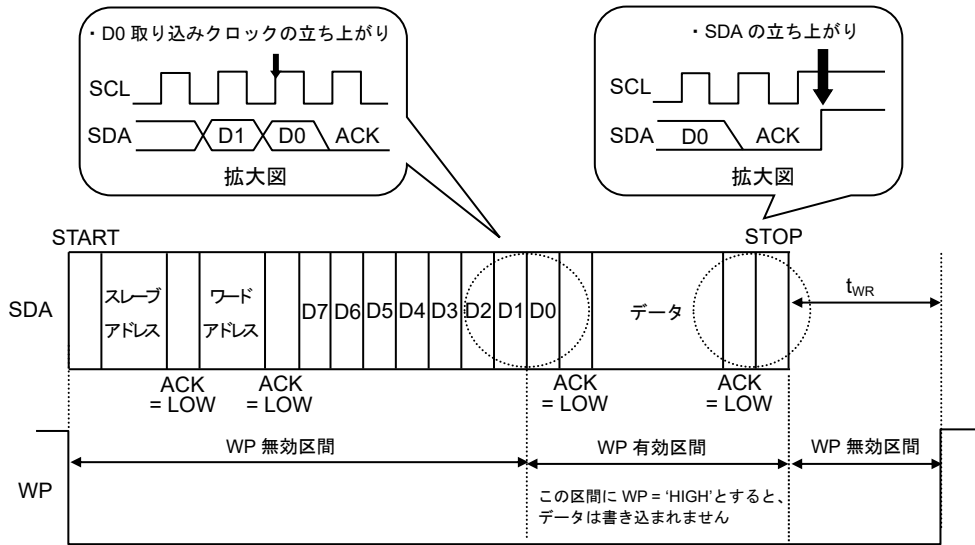 ・D0 取り込みクロックの立ち上がり
SCL
SDA
D1
D0
ACK
拡大図
・SDA の立ち上がり
SCL
SDA
D0
ACK
拡大図
START
STOP
SDA
スレーブ
アドレス
ワード
アドレス
D7
D6
D5
D4
D3
D2
D1
D0
データ
tWR
ACK
= LOW
ACK
= LOW
ACK
= LOW
ACK
= LOW
WP 無効区間
WP 有効区間
WP 無効区間
WP
この区間に WP = ‘HIGH’とすると、
データは書き込まれません